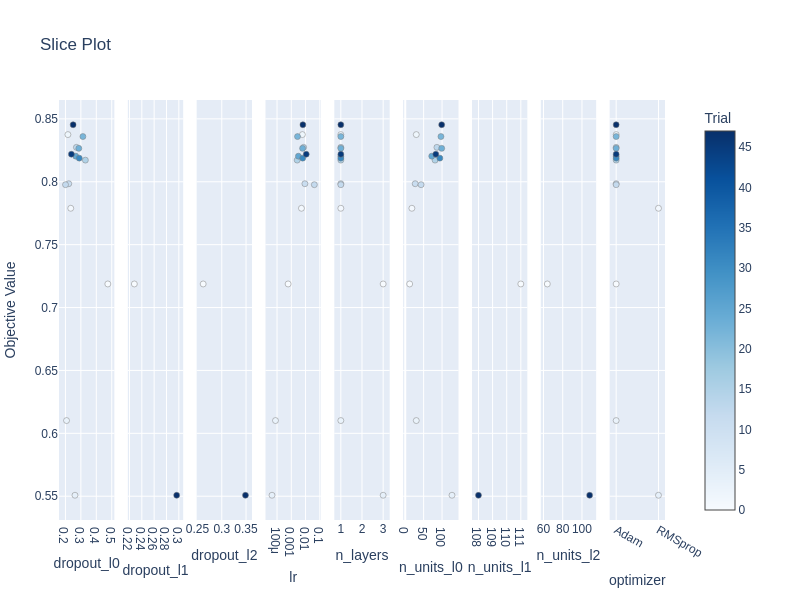 Slice Plot
Trial
Objective Value
0.85
0.8
0.75
0.7
0.65
0.6
0.55
45
40
35
30
25
20
15
10
5
0
0.2 0.3 0.4 0.5
dropout_l0
0.22 0.24 0.26 0.28 0.3
dropout_l1
0.25 0.3 0.35
dropout_l2
100μ 0.001 0.01 0.1
lr
1 2 3
n_layers
0 50 100
n_units_l0
108 109 110 111
n_units_l1
60 80 100
n_units_l2
Adam RMSprop
optimizer